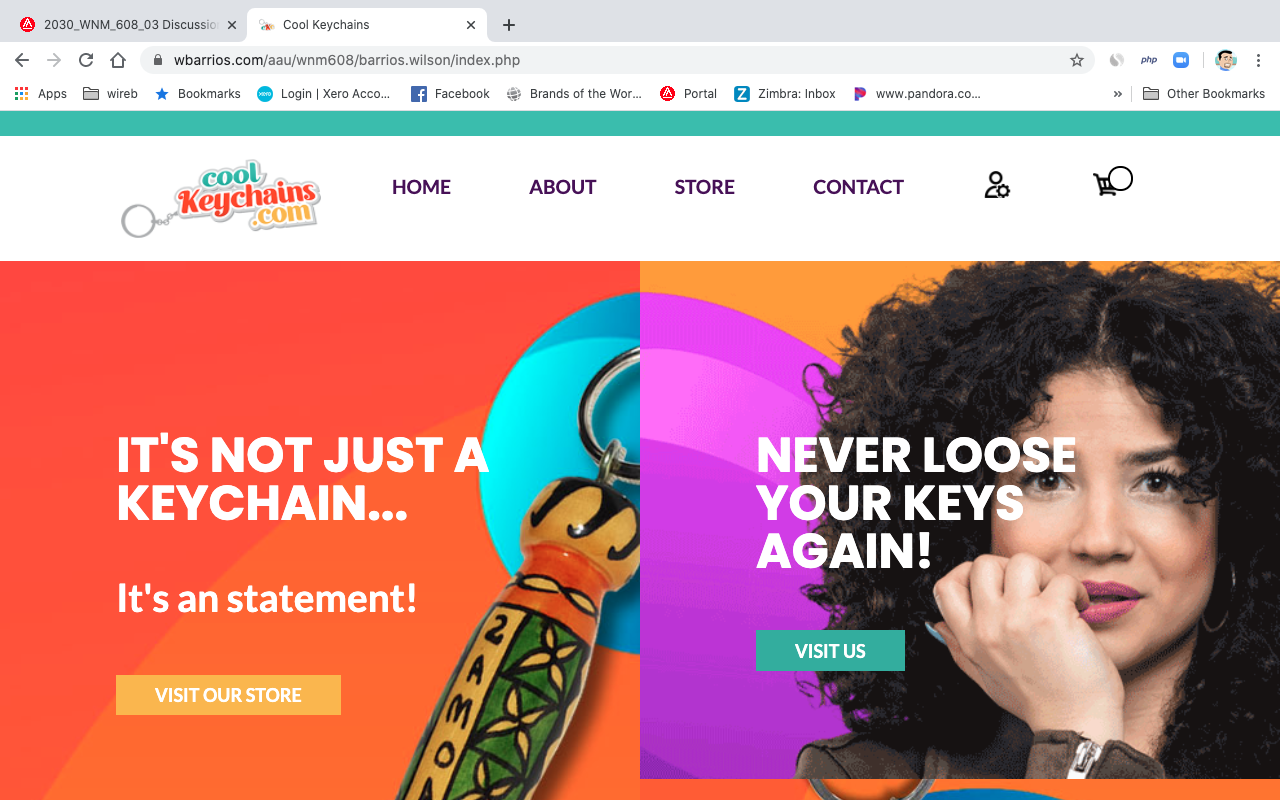 2030_WNM_608_03 Discussio
Cool Keychains
wbarrios.com/aau/wnm608/barrios.wilson/index.php
php
Apps
wireb
Bookmarks
Login | Xero Acco...
Facebook
Brands of the Wor...
Portal
Zimbra: Inbox
www.pandora.co...
»
Other Bookmarks
xero
Z
cool
Keychains
.com
HOME
ABOUT
STORE
CONTACT
IT'S NOT JUST A
KEYCHAIN...
It's an statement!
VISIT OUR STORE
NEVER LOOSE
YOUR KEYS
AGAIN!
VISIT US